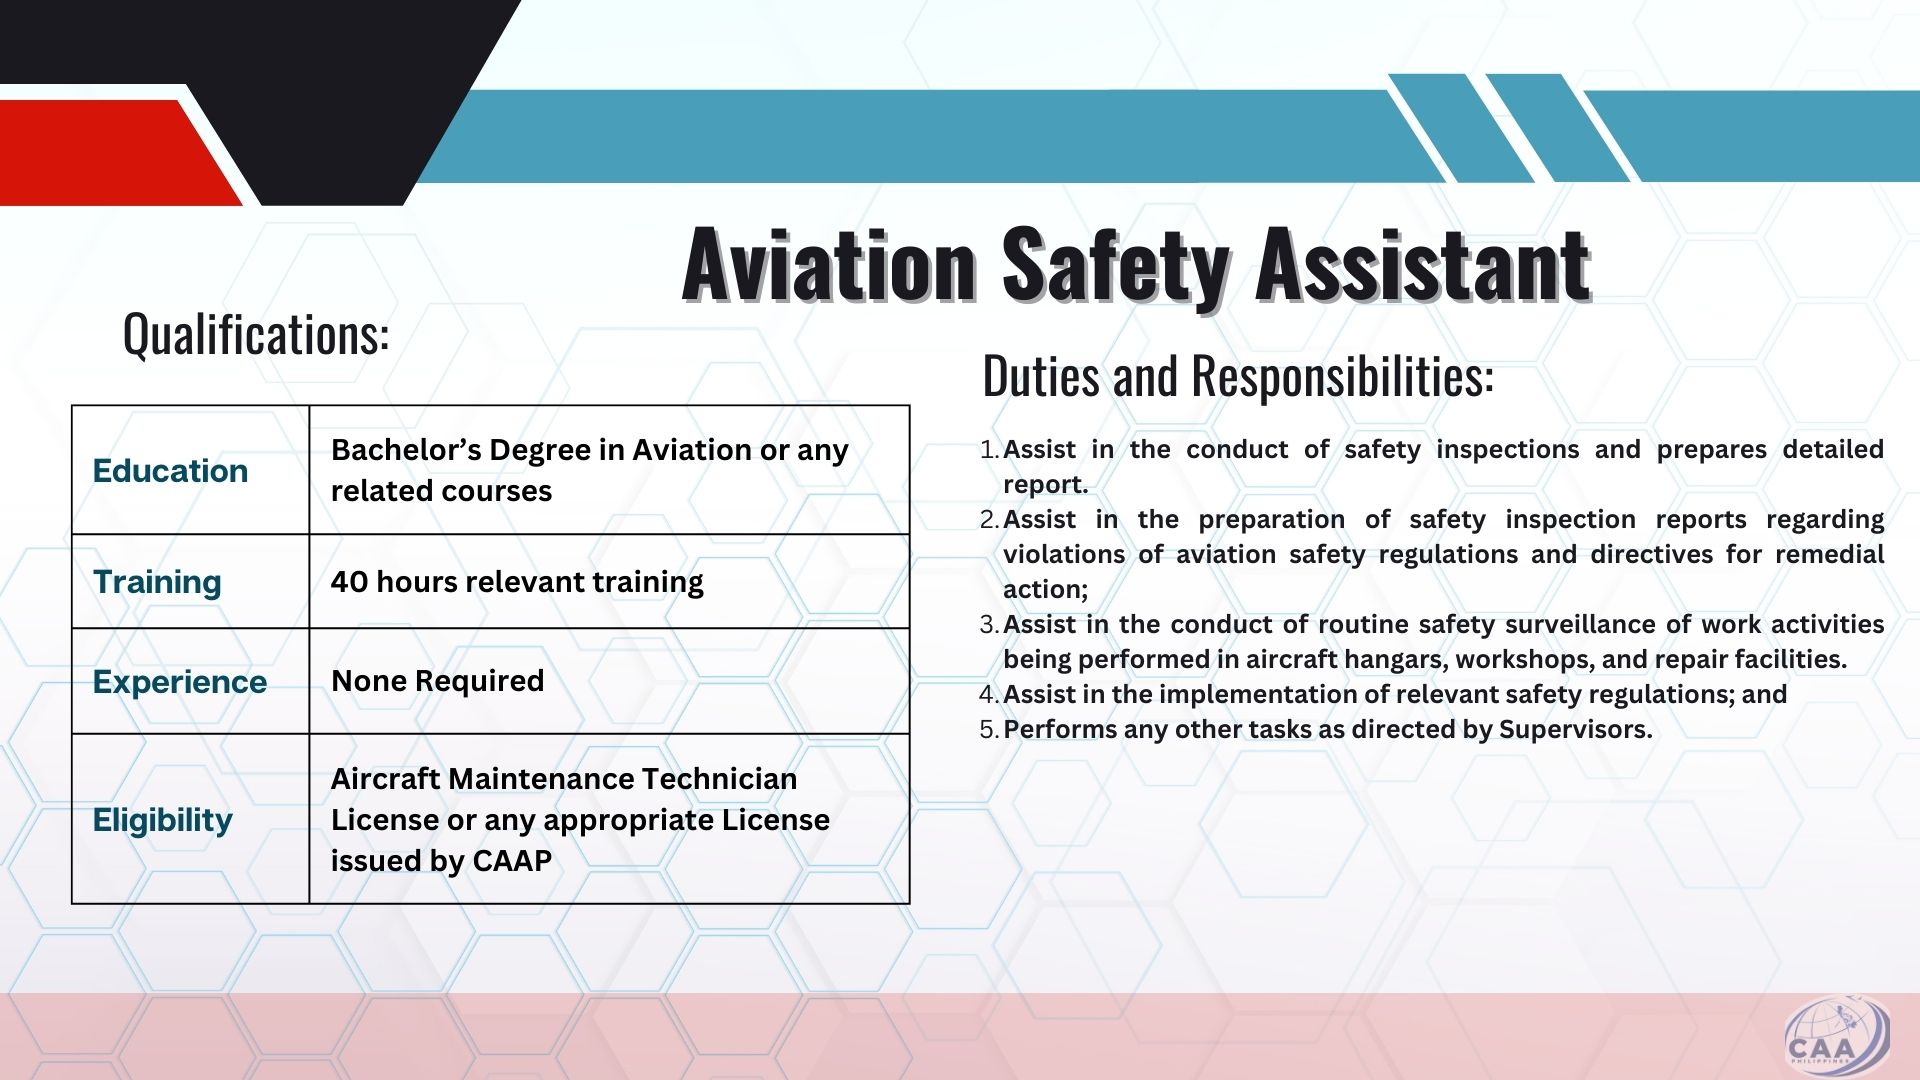 Aviation Safety Assistant
Qualifications:
Education
Bachelor’s Degree in Aviation or any
related courses
Training
40 hours relevant training
Experience
None Required
Eligibility
Aircraft Maintenance Technician
License or any appropriate License
issued by CAAP
Duties and Responsibilities:
1. Assist in the conduct of safety inspections and prepares detailed
report.
2. Assist in the preparation of safety inspection reports regarding
violations of aviation safety regulations and directives for remedial
action;
3. Assist in the conduct of routine safety surveillance of work activities
being performed in aircraft hangars, workshops, and repair facilities.
4. Assist in the implementation of relevant safety regulations; and
5. Performs any other tasks as directed by Supervisors.
CAA
PHILIPPINES